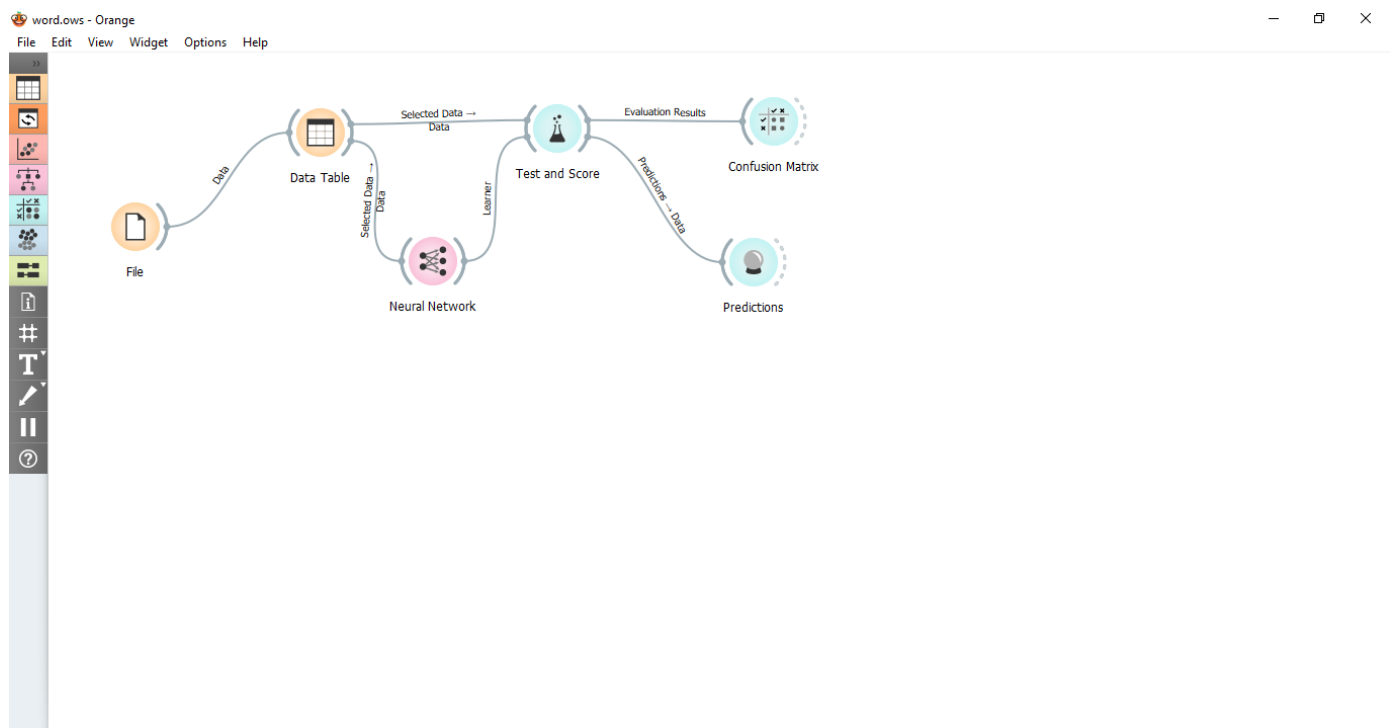 word.ows - Orange
File Edit View Widget Options Help
Selected Data →
Data
Evaluation Results
Data
Data Table
Selected Data →
Data
Learner
Test and Score
Predictions → Data
Confusion Matrix
File
Neural Network
Predictions